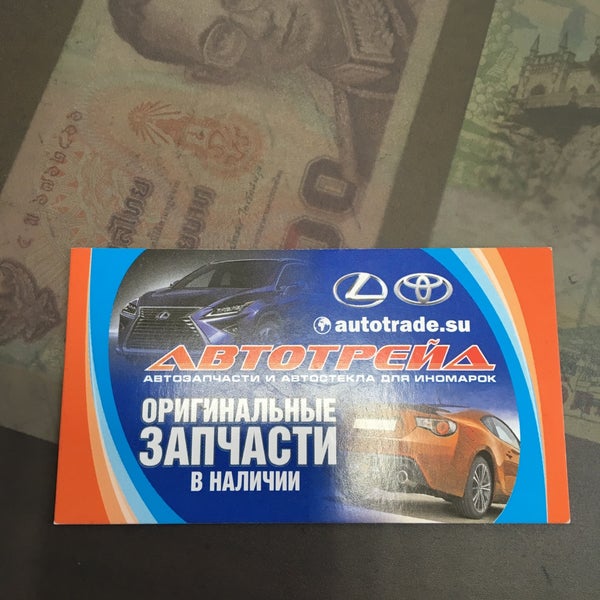 autotrade.su
АВТОТРЕЙД
АВТОЗАПЧАСТИ И АВТОСТЕКЛА ДЛЯ ИНОМАРОК
ОРИГИНАЛЬНЫЕ
ЗАПЧАСТИ
В НАЛИЧИИ